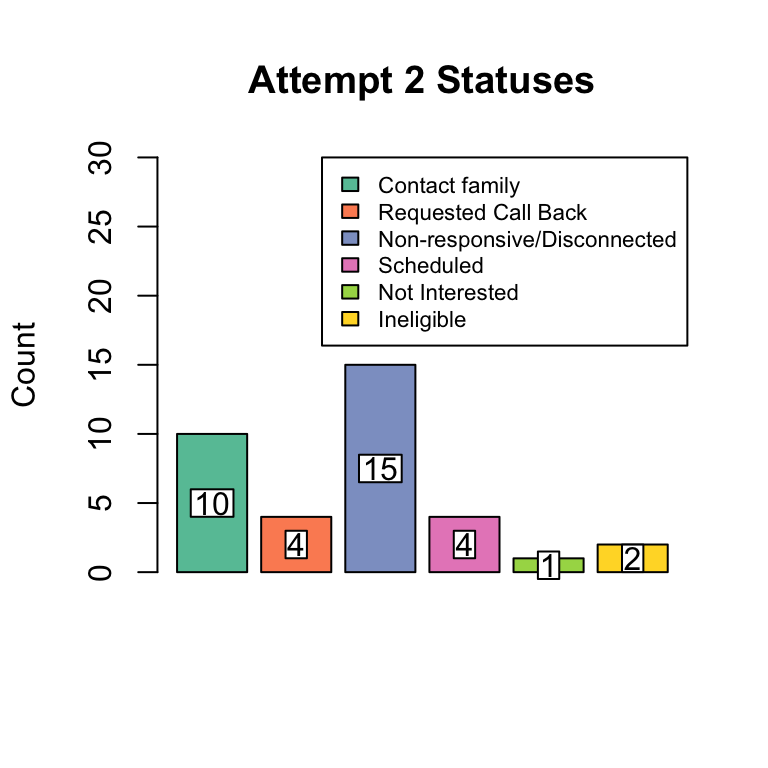 Attempt 2 Statuses
30
25
20
15
10
5
0
Count
Contact family
Requested Call Back
Non-responsive/Disconnected
Scheduled
Not Interested
Ineligible
10
4
15
4
1
2